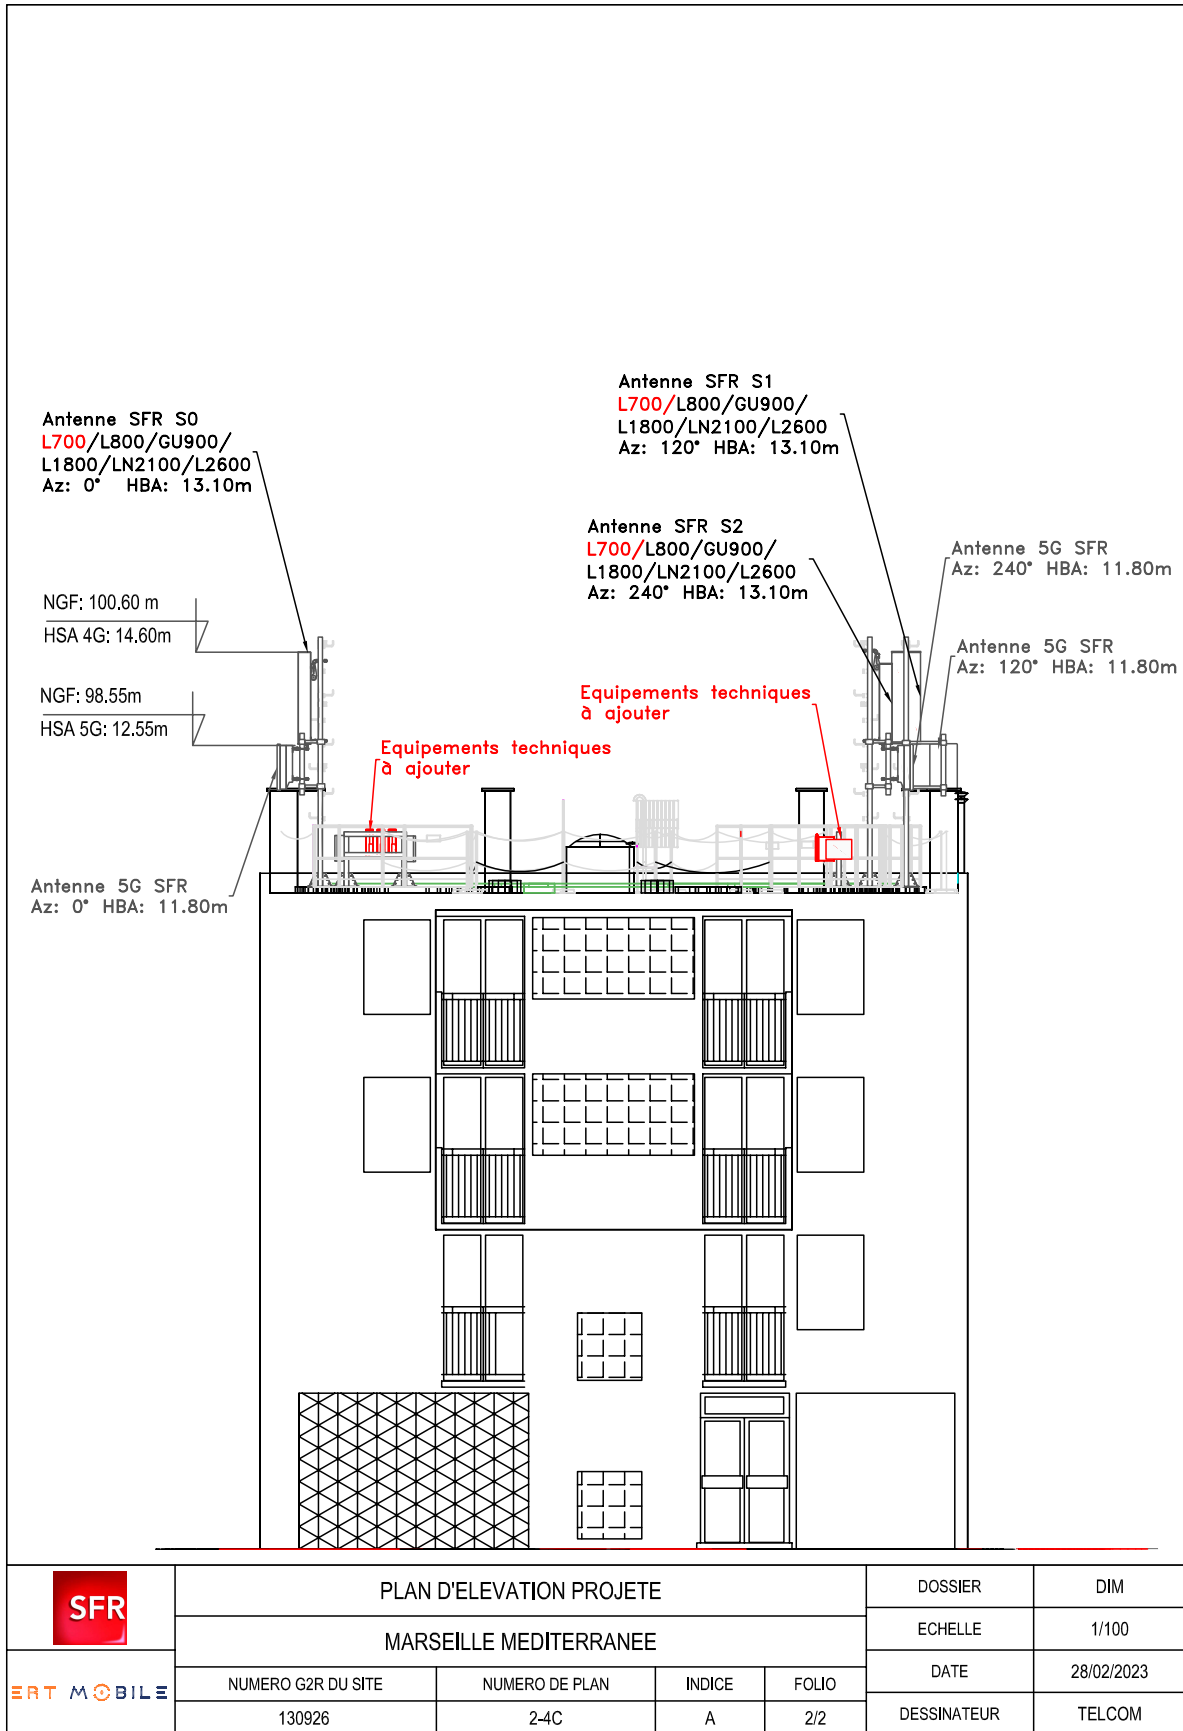 Antenne SFR S1
L700/L800/GU900/
L1800/LN2100/L2600
Az: 120° HBA: 13.10m
Antenne SFR S0
L700/L800/GU900/
L1800/LN2100/L2600
Az: 0° HBA: 13.10m
Antenne SFR S2
L700/L800/GU900/
L1800/LN2100/L2600
Az: 240° HBA: 13.10m
Antenne 5G SFR
Az: 240° HBA: 11.80m
NGF: 100.60 m
HSA 4G: 14.60m
Antenne 5G SFR
Az: 120° HBA: 11.80m
NGF: 98.55m
HSA 5G: 12.55m
Equipements techniques
à ajouter
Equipements techniques
à ajouter
Antenne 5G SFR
Az: 0° HBA: 11.80m
SFR
ERT MOBILE
PLAN D'ELEVATION PROJETE
MARSEILLE MEDITERRANEE
NUMERO G2R DU SITE
NUMERO DE PLAN
INDICE
FOLIO
130926
2-4C
A
2/2
DOSSIER
DIM
ECHELLE
1/100
DATE
28/02/2023
DESSINATEUR
TELCOM